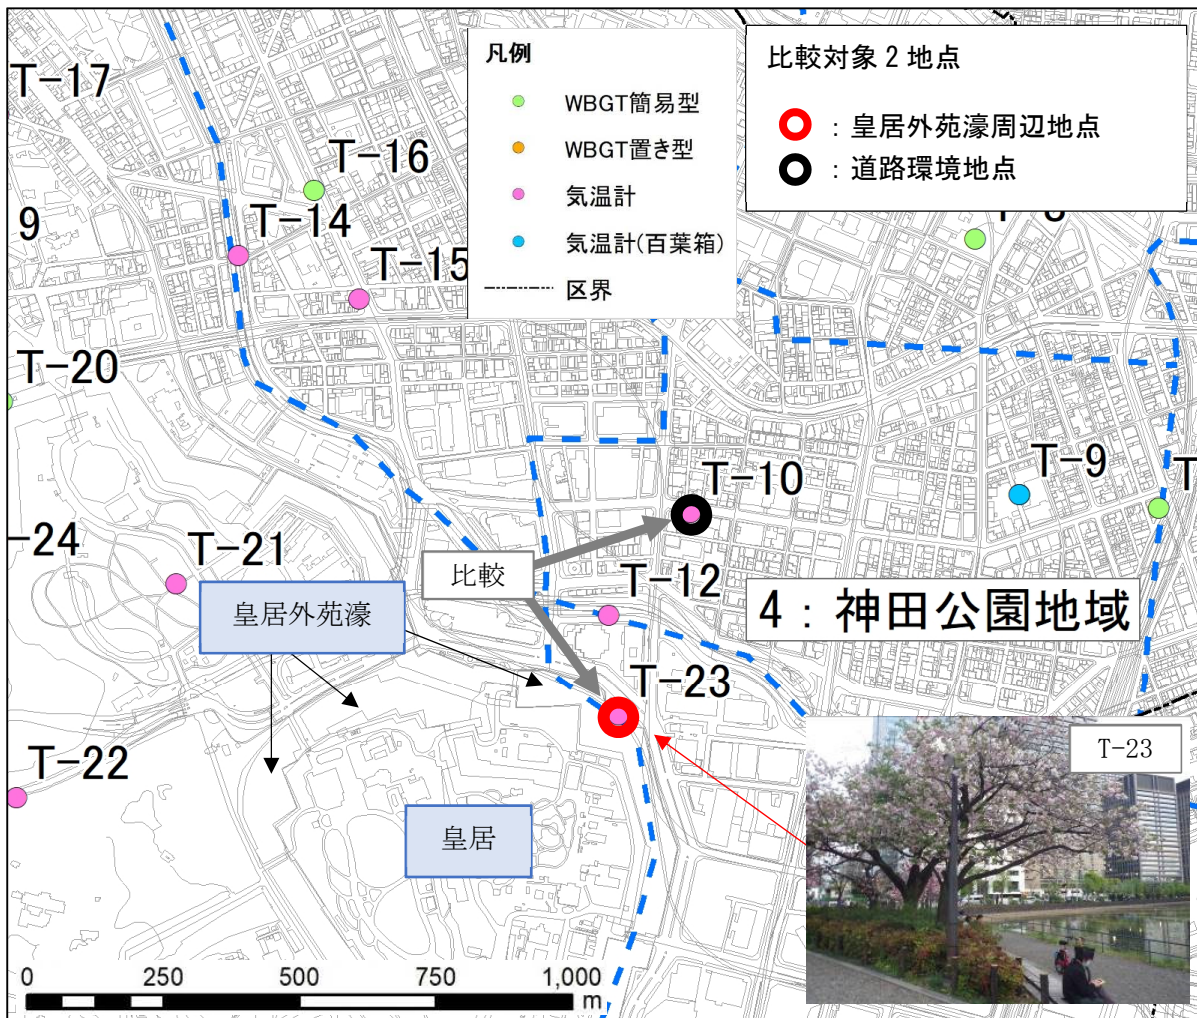 凡例
WBGT簡易型
WBGT置き型
気温計
気温計(百葉箱)
区界
比較対象 2 地点
：皇居外苑濠周辺地点
：道路環境地点
T-17
T-16
9
T-14
T-15
T-20
T-10
T-9
T
-24
T-21
比較
T-12
皇居外苑濠
4：神田公園地域
T-23
T-22
T-23
皇居
0 250 500 750 1,000
m